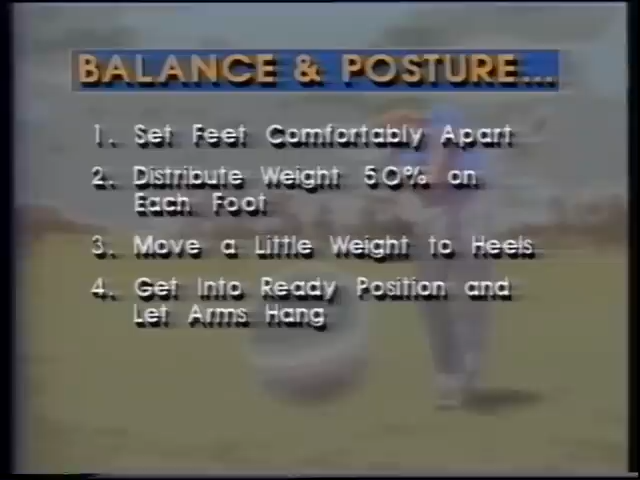 BALANCE & POSTURE...
1. Set Feet Comfortably Apart
2. Distribute Weight 50% on
Each Foot
3. Move a Little Weight to Heels
4. Get Into Ready Position and
Let Arms Hang